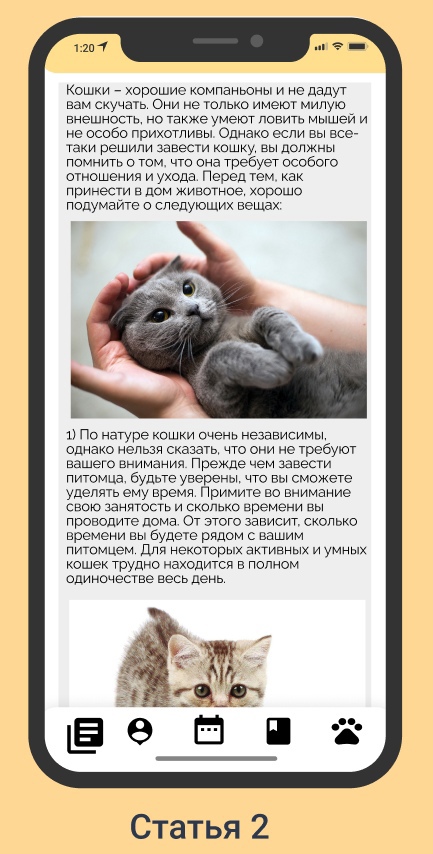 1:20
Кошки – хорошие компаньоны и не дадут
вам скучать. Они не только имеют милую
внешность, но также умеют ловить мышей и
не особо прихотливы. Однако если вы все-
таки решили завести кошку, вы должны
помнить о том, что она требует особого
отношения и ухода. Перед тем, как
принести в дом животное, хорошо
подумайте о следующих вещах:
1) По натуре кошки очень независимы,
однако нельзя сказать, что они не требуют
вашего внимания. Прежде чем завести
питомца, будьте уверены, что вы сможете
уделять ему время. Примите во внимание
свою занятость и сколько времени вы
проводите дома. От этого зависит, сколько
времени вы будете рядом с вашим
питомцем. Для некоторых активных и умных
кошек трудно находится в полном
одиночестве весь день.
Статья 2